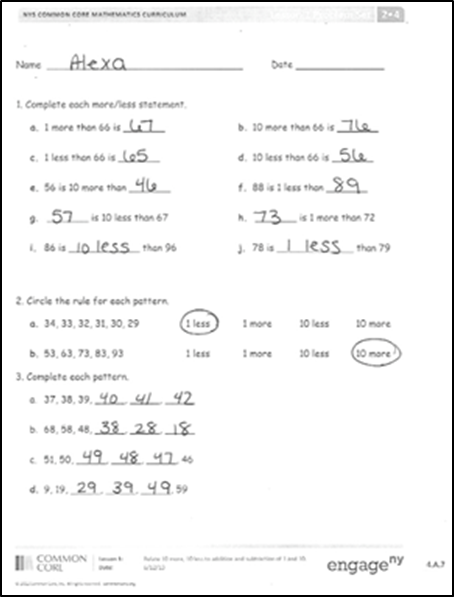 NYS COMMON CORE MATHEMATICS CURRICULUM 2•4
Name Alexa Date
1. Complete each more/less statement.
a. 1 more than 66 is 67 b. 10 more than 66 is 76
c. 1 less than 66 is 65 d. 10 less than 66 is 56
e. 56 is 10 more than 46 f. 88 is 1 less than 89
g. 57 is 10 less than 67 h. 73 is 1 more than 72
i. 86 is 10 less than 96 j. 78 is 1 less than 79
2. Circle the rule for each pattern.
a. 34, 33, 32, 31, 30, 29 1 less 1 more 10 less 10 more
b. 53, 63, 73, 83, 93 1 less 1 more 10 less 10 more
3. Complete each pattern.
a. 37, 38, 39, 40, 41, 42
b. 68, 58, 48, 38, 28, 18
c. 51, 50, 49, 48, 47, 46
d. 9, 19, 29, 39, 49, 59
COMMON CORE
engage ny
4.A.7